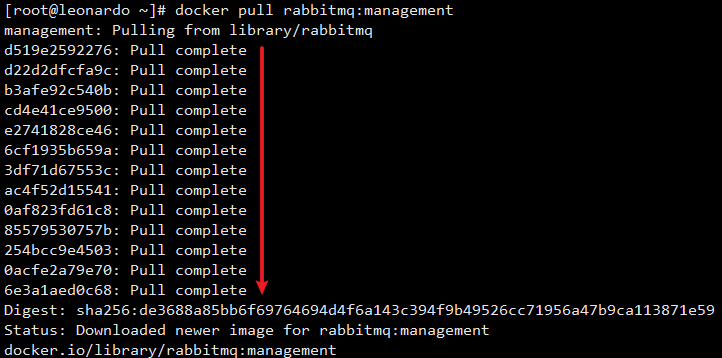 [root@leonardo ~]# docker pull rabbitmq:management
management: Pulling from library/rabbitmq
d519e2592276: Pull complete
d22d2dfcfa9c: Pull complete
b3afe92c540b: Pull complete
cd4e41ce9500: Pull complete
e2741828ce46: Pull complete
6cf1935b659a: Pull complete
3df71d67553c: Pull complete
ac4f52d15541: Pull complete
0af823fd61c8: Pull complete
85579530757b: Pull complete
254bcc9e4503: Pull complete
0acfe2a79e70: Pull complete
6e3a1aed0c68: Pull complete
Digest: sha256:de3688a85bb6f69764694d4f6a143c394f9b49526cc71956a47b9ca113871e59
Status: Downloaded newer image for rabbitmq:management
docker.io/library/rabbitmq:management